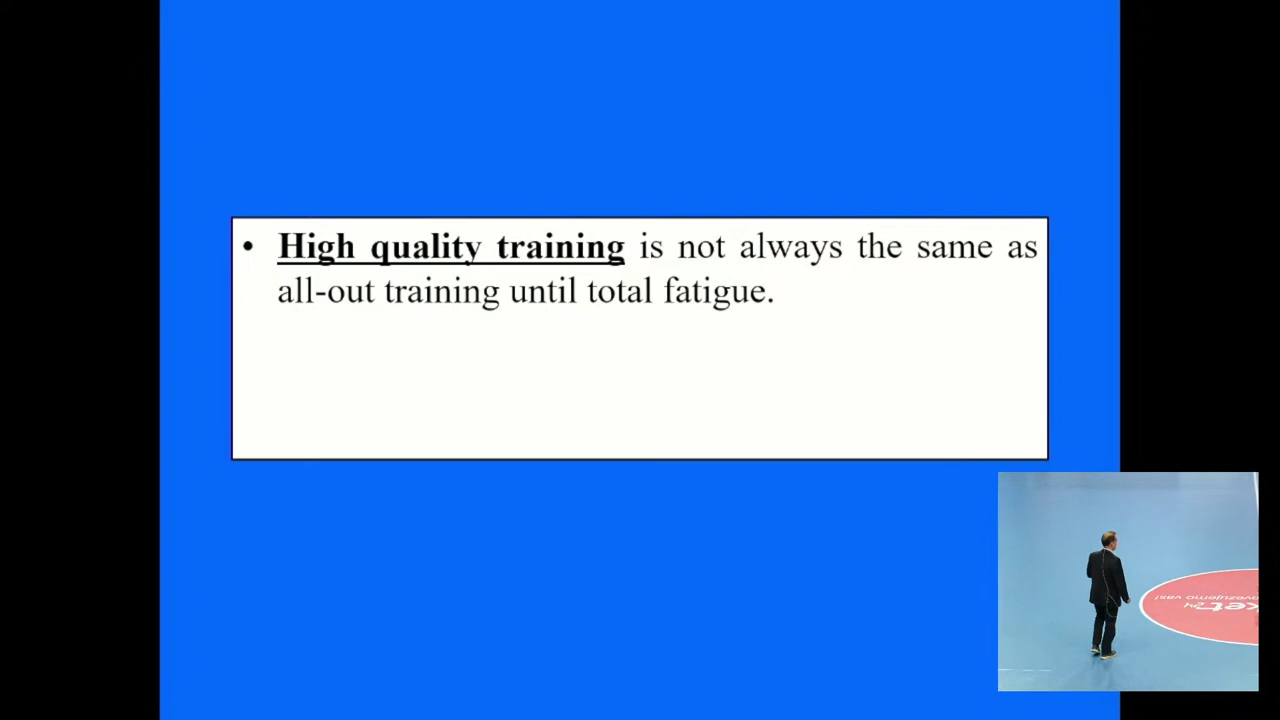 • High quality training is not always the same as
all-out training until total fatigue.